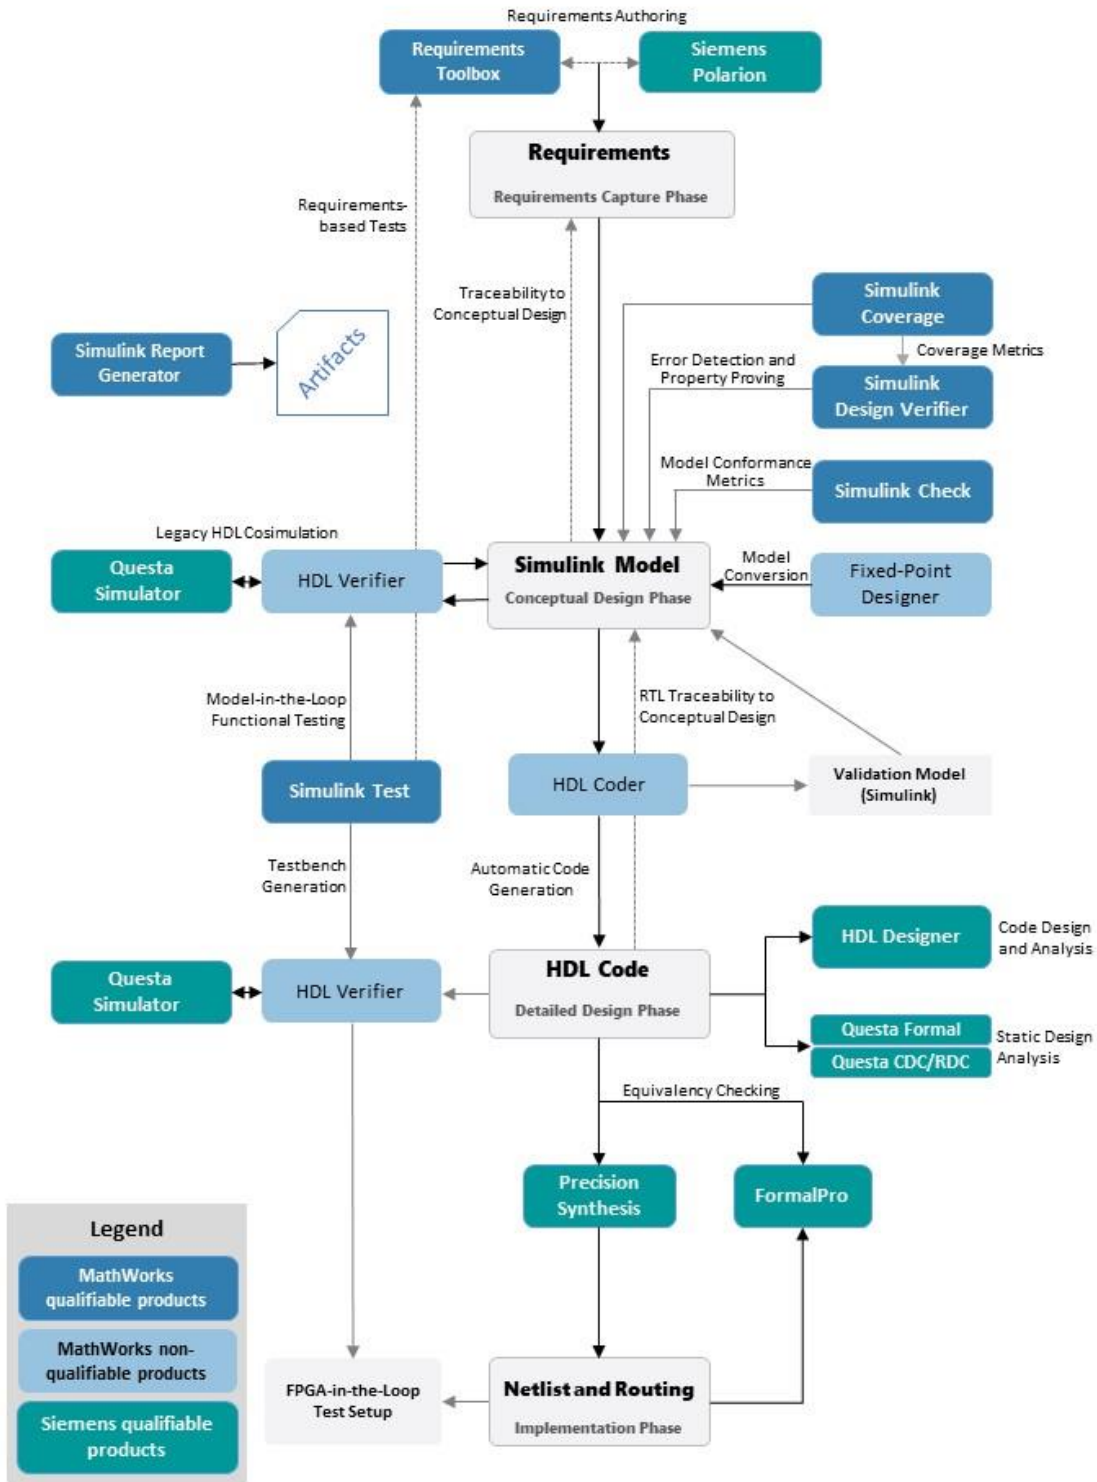 Requirements Authoring
Requirements
Toolbox
Siemens
Polarion
Requirements
Requirements Capture Phase
Requirements-
based Tests
Traceability to
Conceptual Design
Simulink
Coverage
Coverage Metrics
Simulink Report
Generator
Artifacts
Error Detection and
Property Proving
Simulink
Design Verifier
Model Conformance
Metrics
Simulink Check
Legacy HDL Cosimulation
Questa
Simulator
HDL Verifier
Simulink Model
Conceptual Design Phase
Model
Conversion
Fixed-Point
Designer
Model-in-the-Loop
Functional Testing
RTL Traceability to
Conceptual Design
Simulink Test
HDL Coder
Validation Model
(Simulink)
Testbench
Generation
Automatic Code
Generation
HDL Designer
Code Design
and Analysis
Questa
Simulator
HDL Verifier
HDL Code
Detailed Design Phase
Questa Formal
Questa CDC/RDC
Static Design
Analysis
Equivalency Checking
Precision
Synthesis
FormalPro
Legend
MathWorks
qualifiable products
MathWorks non-
qualifiable products
Siemens qualifiable
products
FPGA-in-the-Loop
Test Setup
Netlist and Routing
Implementation Phase